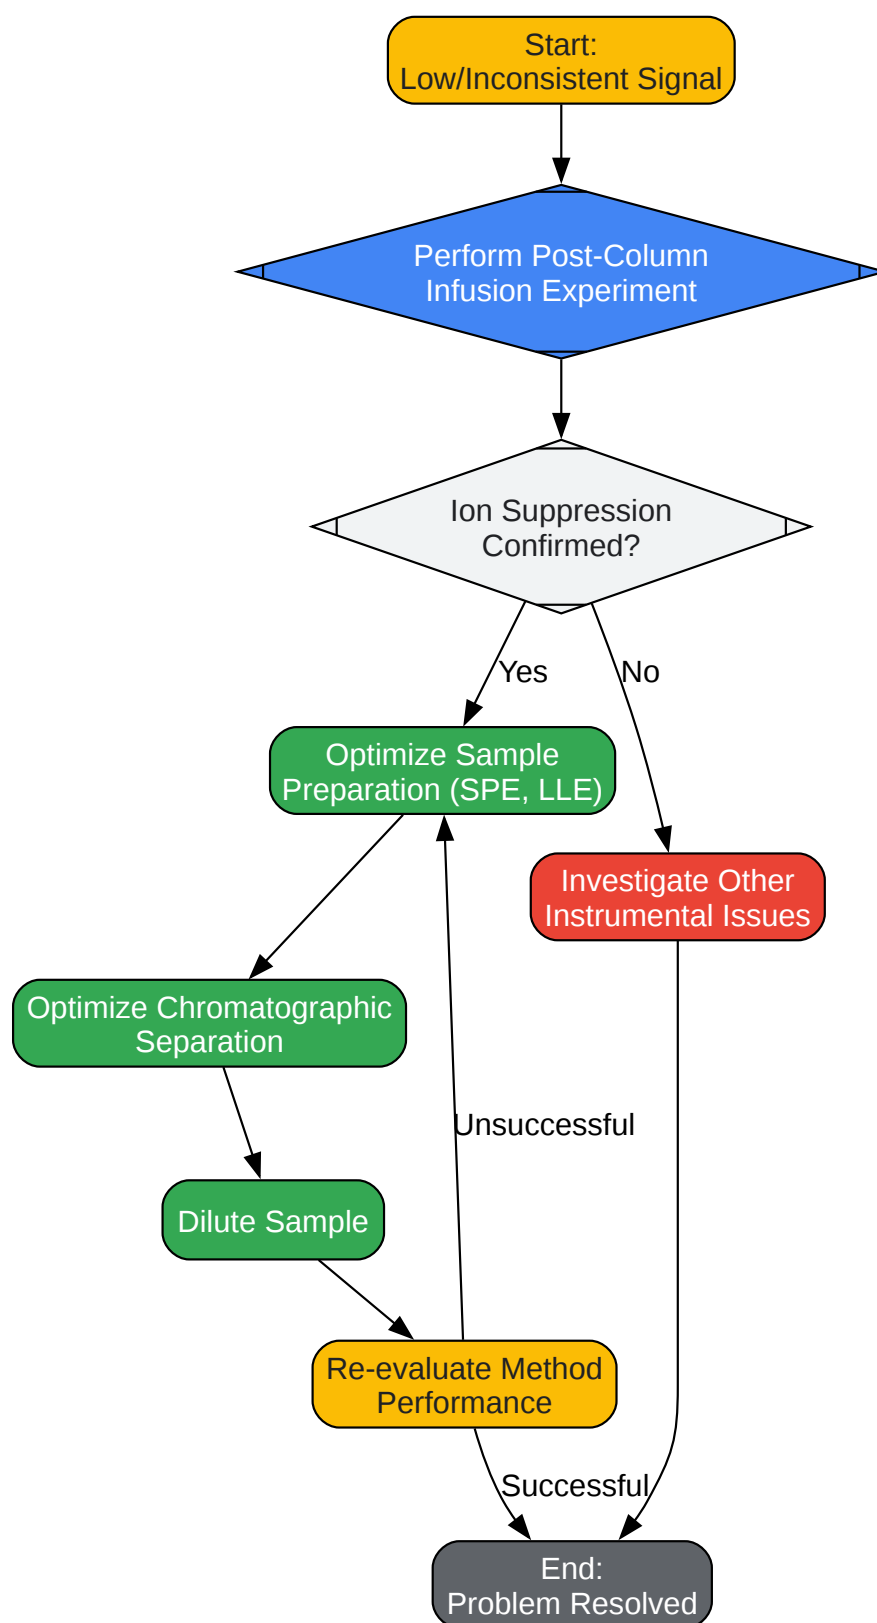 Start:
Low/Inconsistent Signal
Perform Post-Column
Infusion Experiment
Ion Suppression
Confirmed?
Yes
No
Optimize Sample
Preparation (SPE, LLE)
Investigate Other
Instrumental Issues
Optimize Chromatographic
Separation
Unsuccessful
Dilute Sample
Re-evaluate Method
Performance
Successful
End:
Problem Resolved